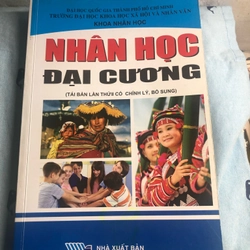 ĐẠI HỌC QUỐC GIA THÀNH PHỐ HỒ CHÍ MINH
TRƯỜNG ĐẠI HỌC KHOA HỌC XÃ HỘI VÀ NHÂN VĂN
KHOA NHÂN HỌC
NHÂN HỌC
ĐẠI CƯƠNG
(TÁI BẢN LẦN THỨ II CÓ CHỈNH LÝ, BỔ SUNG)
NHÀ XUẤT BẢN